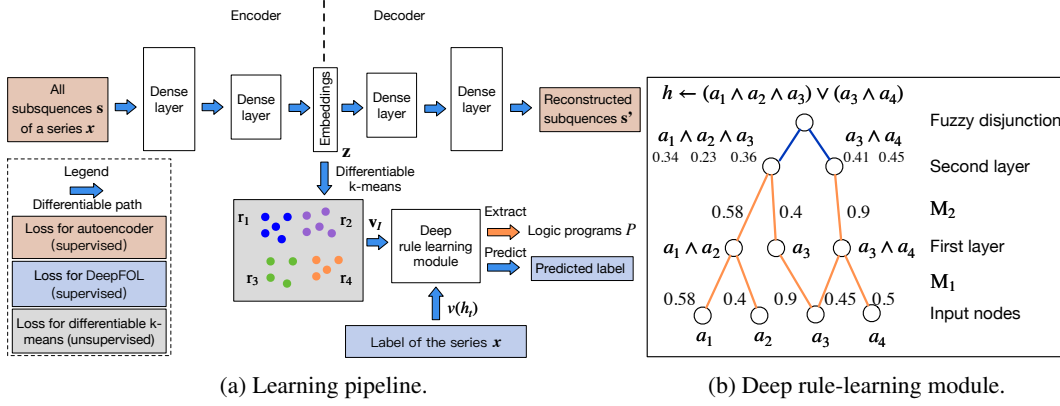 Encoder
Decoder
All
subsquences s
of a series x
Dense
layer
Dense
layer
Embeddings
Dense
layer
Dense
layer
Reconstructed
subquences s'
z
Differentiable
k-means
Legend
Differentiable path
Loss for autoencoder
(supervised)
Loss for DeepFOL
(supervised)
Loss for differentiable k-
means (unsupervised)
r1
r2
r3
r4
vI
Deep
rule learning
module
Extract
Logic programs P
Predict
Predicted label
v(ht)
Label of the series x
(a) Learning pipeline.
h ← (a1 ∧ a2 ∧ a3) ∨ (a3 ∧ a4)
Fuzzy disjunction
a1 ∧ a2 ∧ a3
a3 ∧ a4
0.34 0.23 0.36
0.41 0.45
Second layer
0.58
0.4
0.9
M2
a1 ∧ a2
a3
a3 ∧ a4
First layer
M1
0.58
0.4
0.9
0.45
0.5
Input nodes
a1
a2
a3
a4
(b) Deep rule-learning module.